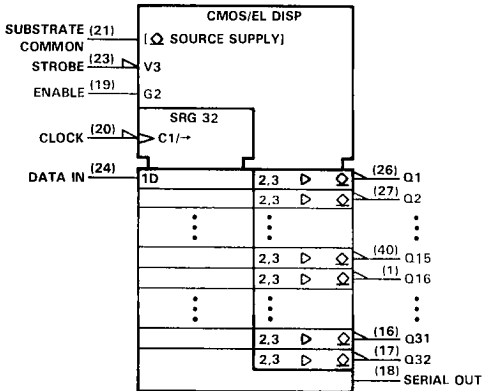 CMOS/EL DISP
SUBSTRATE COMMON (21)
[◇ SOURCE SUPPLY]
STROBE (23) V3
ENABLE (19) G2
SRG 32
CLOCK (20) C1/→
DATA IN (24) 1D
2,3 ▷ ◇ (26) Q1
2,3 ▷ ◇ (27) Q2
2,3 ▷ ◇ (40) Q15
2,3 ▷ ◇ (1) Q16
2,3 ▷ ◇ (16) Q31
2,3 ▷ ◇ (17) Q32
(18) SERIAL OUT